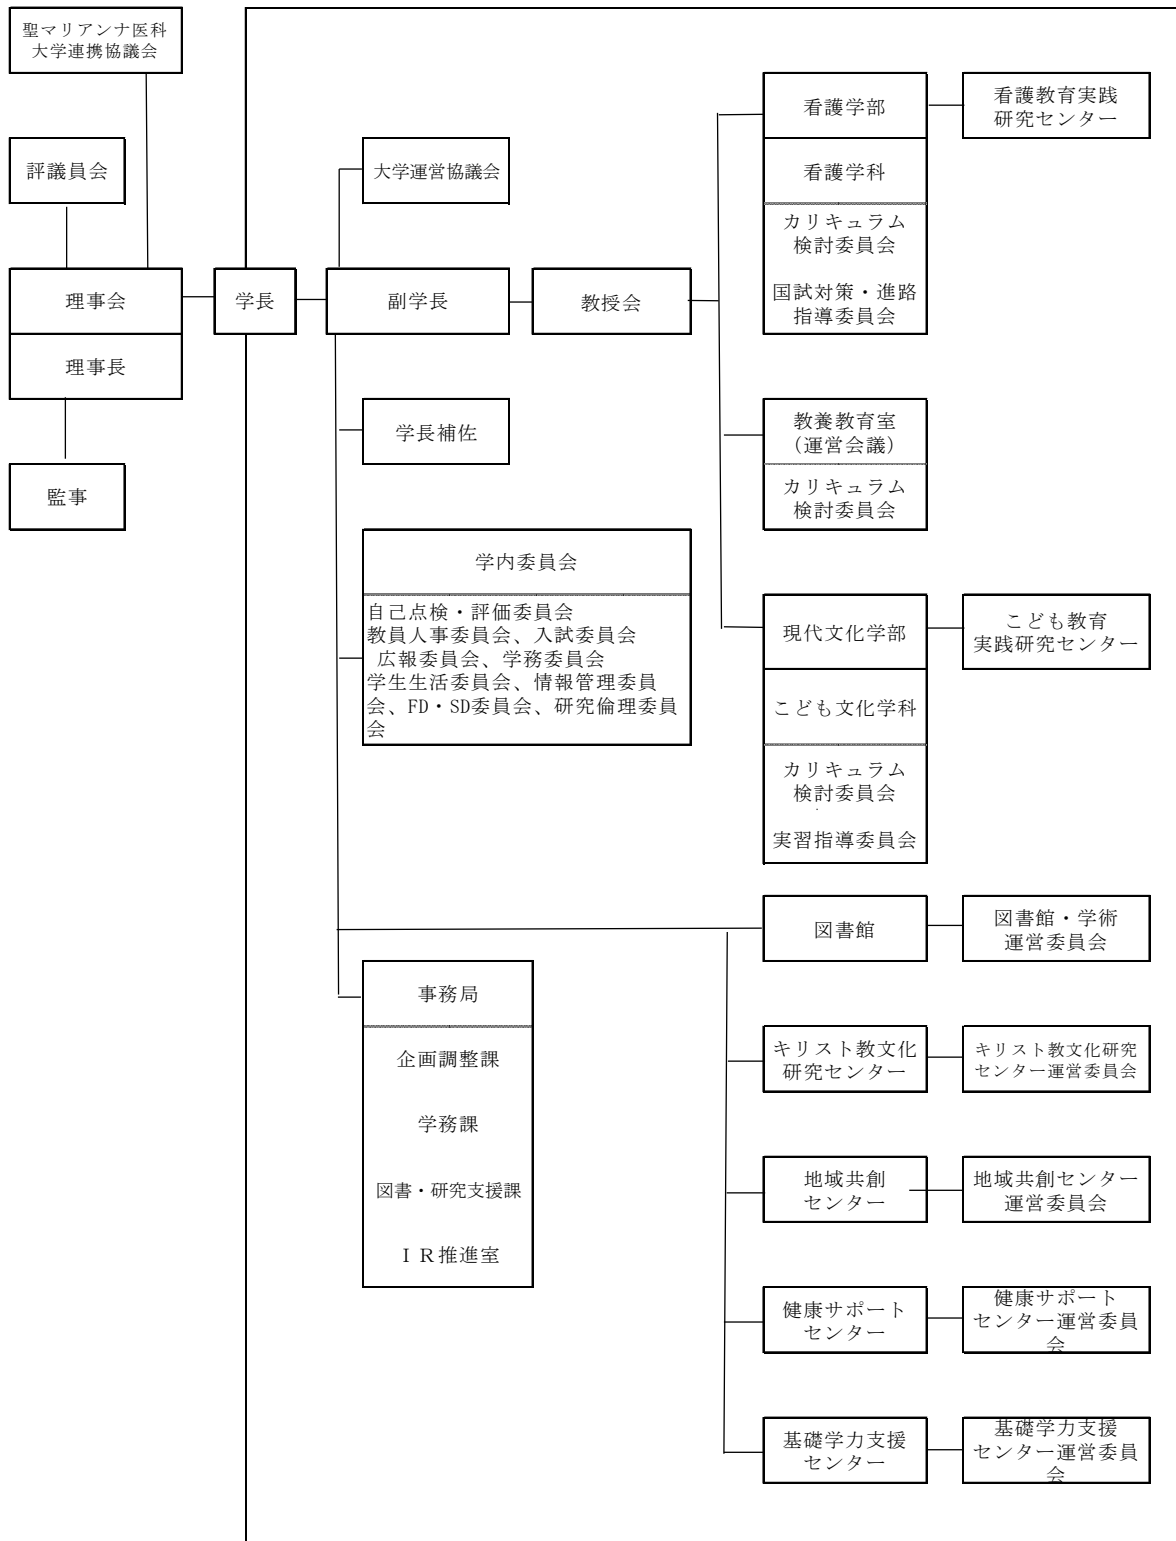 聖マリアンナ医科
大学連携協議会
評議員会
理事会
理事長
監事
学長
副学長
大学運営協議会
教授会
学長補佐
学内委員会
自己点検・評価委員会
教員人事委員会、入試委員会
広報委員会、学務委員会
学生生活委員会、情報管理委員
会、FD・SD委員会、研究倫理委員
会
事務局
企画調整課
学務課
図書・研究支援課
ＩＲ推進室
看護学部
看護学科
カリキュラム
検討委員会
国試対策・進路
指導委員会
看護教育実践
研究センター
教養教育室
（運営会議）
カリキュラム
検討委員会
現代文化学部
こども文化学科
カリキュラム
検討委員会
実習指導委員会
こども教育
実践研究センター
図書館
図書館・学術
運営委員会
キリスト教文化
研究センター
キリスト教文化研究
センター運営委員会
地域共創
センター
地域共創センター
運営委員会
健康サポート
センター
健康サポート
センター運営委員
会
基礎学力支援
センター
基礎学力支援
センター運営委員
会